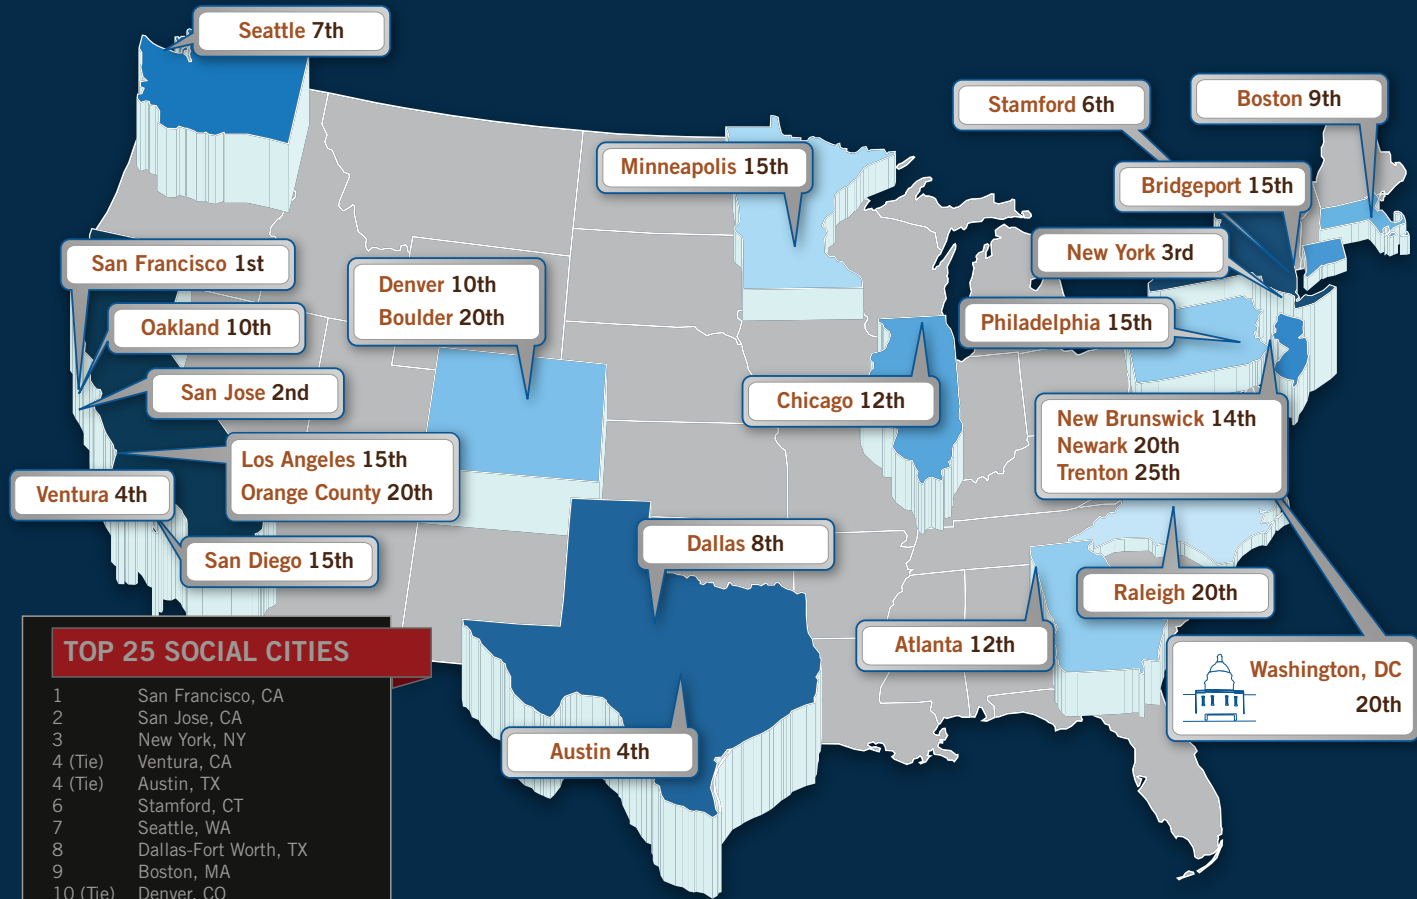 Seattle 7th
Stamford 6th
Boston 9th
Minneapolis 15th
Bridgeport 15th
New York 3rd
San Francisco 1st
Denver 10th
Boulder 20th
Oakland 10th
Philadelphia 15th
San Jose 2nd
Chicago 12th
New Brunswick 14th
Newark 20th
Trenton 25th
Los Angeles 15th
Orange County 20th
Ventura 4th
San Diego 15th
Dallas 8th
Raleigh 20th
Atlanta 12th
Washington, DC
20th
Austin 4th
TOP 25 SOCIAL CITIES
1 San Francisco, CA
2 San Jose, CA
3 New York, NY
4 (Tie) Ventura, CA
4 (Tie) Austin, TX
6 Stamford, CT
7 Seattle, WA
8 Dallas-Fort Worth, TX
9 Boston, MA
10 (Tie) Denver, CO